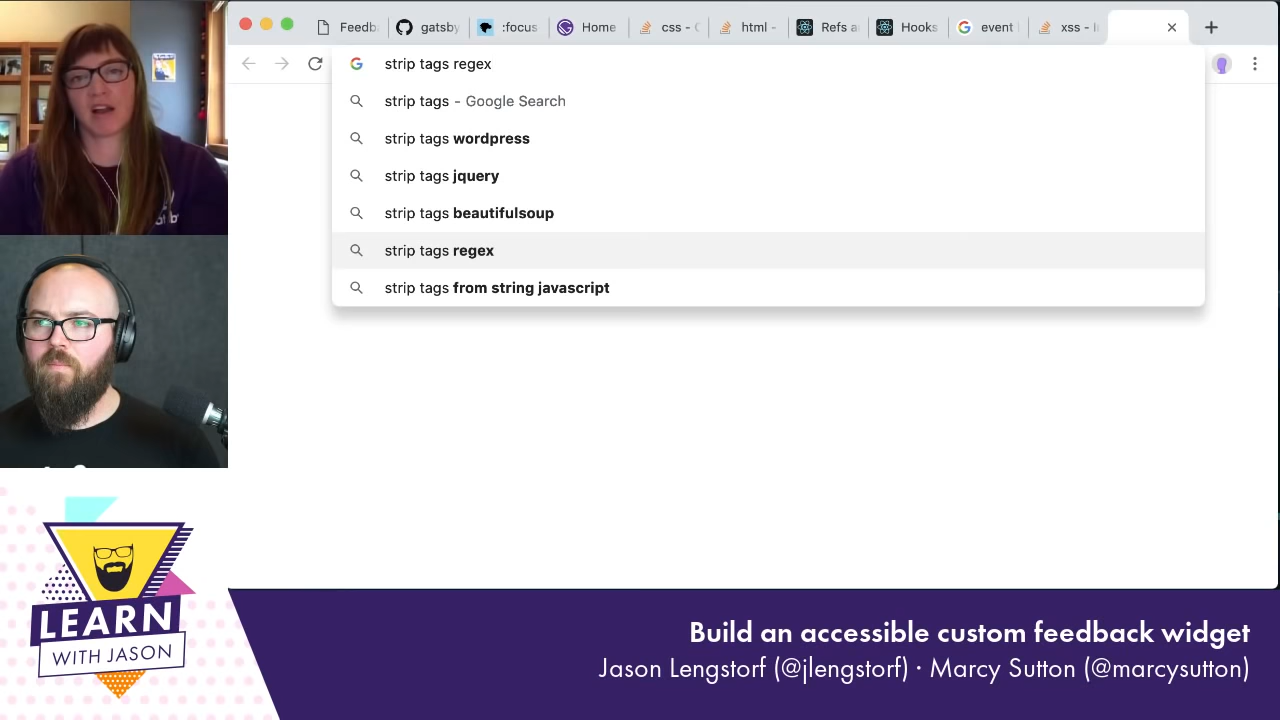 Feedb
gatsby
:focus
Home
css - C
html -
Refs a
Hooks
event
xss - I
strip tags regex
strip tags - Google Search
strip tags wordpress
strip tags jquery
strip tags beautifulsoup
strip tags regex
strip tags from string javascript
LEARN
WITH JASON
Build an accessible custom feedback widget
Jason Lengstorf (@jlengstorf) · Marcy Sutton (@marcysutton)